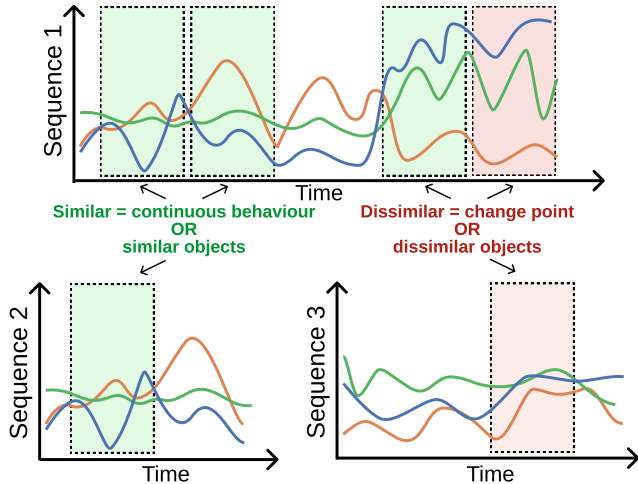 Sequence 1
Time
Similar = continuous behaviour
OR
similar objects
Dissimilar = change point
OR
dissimilar objects
Sequence 2
Time
Sequence 3
Time